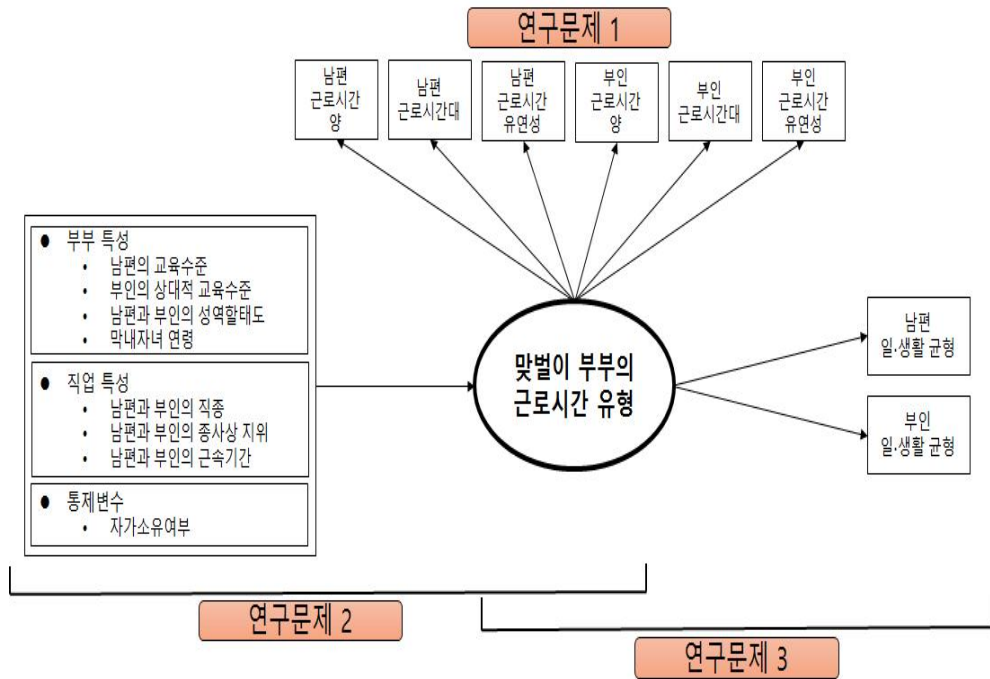 연구문제 1
남편
근로시간
양
남편
근로시간대
남편
근로시간
유연성
부인
근로시간
양
부인
근로시간대
부인
근로시간
유연성
● 부부 특성
• 남편의 교육수준
• 부인의 상대적 교육수준
• 남편과 부인의 성역할태도
• 막내자녀 연령
● 직업 특성
• 남편과 부인의 직종
• 남편과 부인의 종사상 지위
• 남편과 부인의 근속기간
● 통제변수
• 자가소유여부
맞벌이 부부의
근로시간 유형
남편
일·생활 균형
부인
일·생활 균형
연구문제 2
연구문제 3